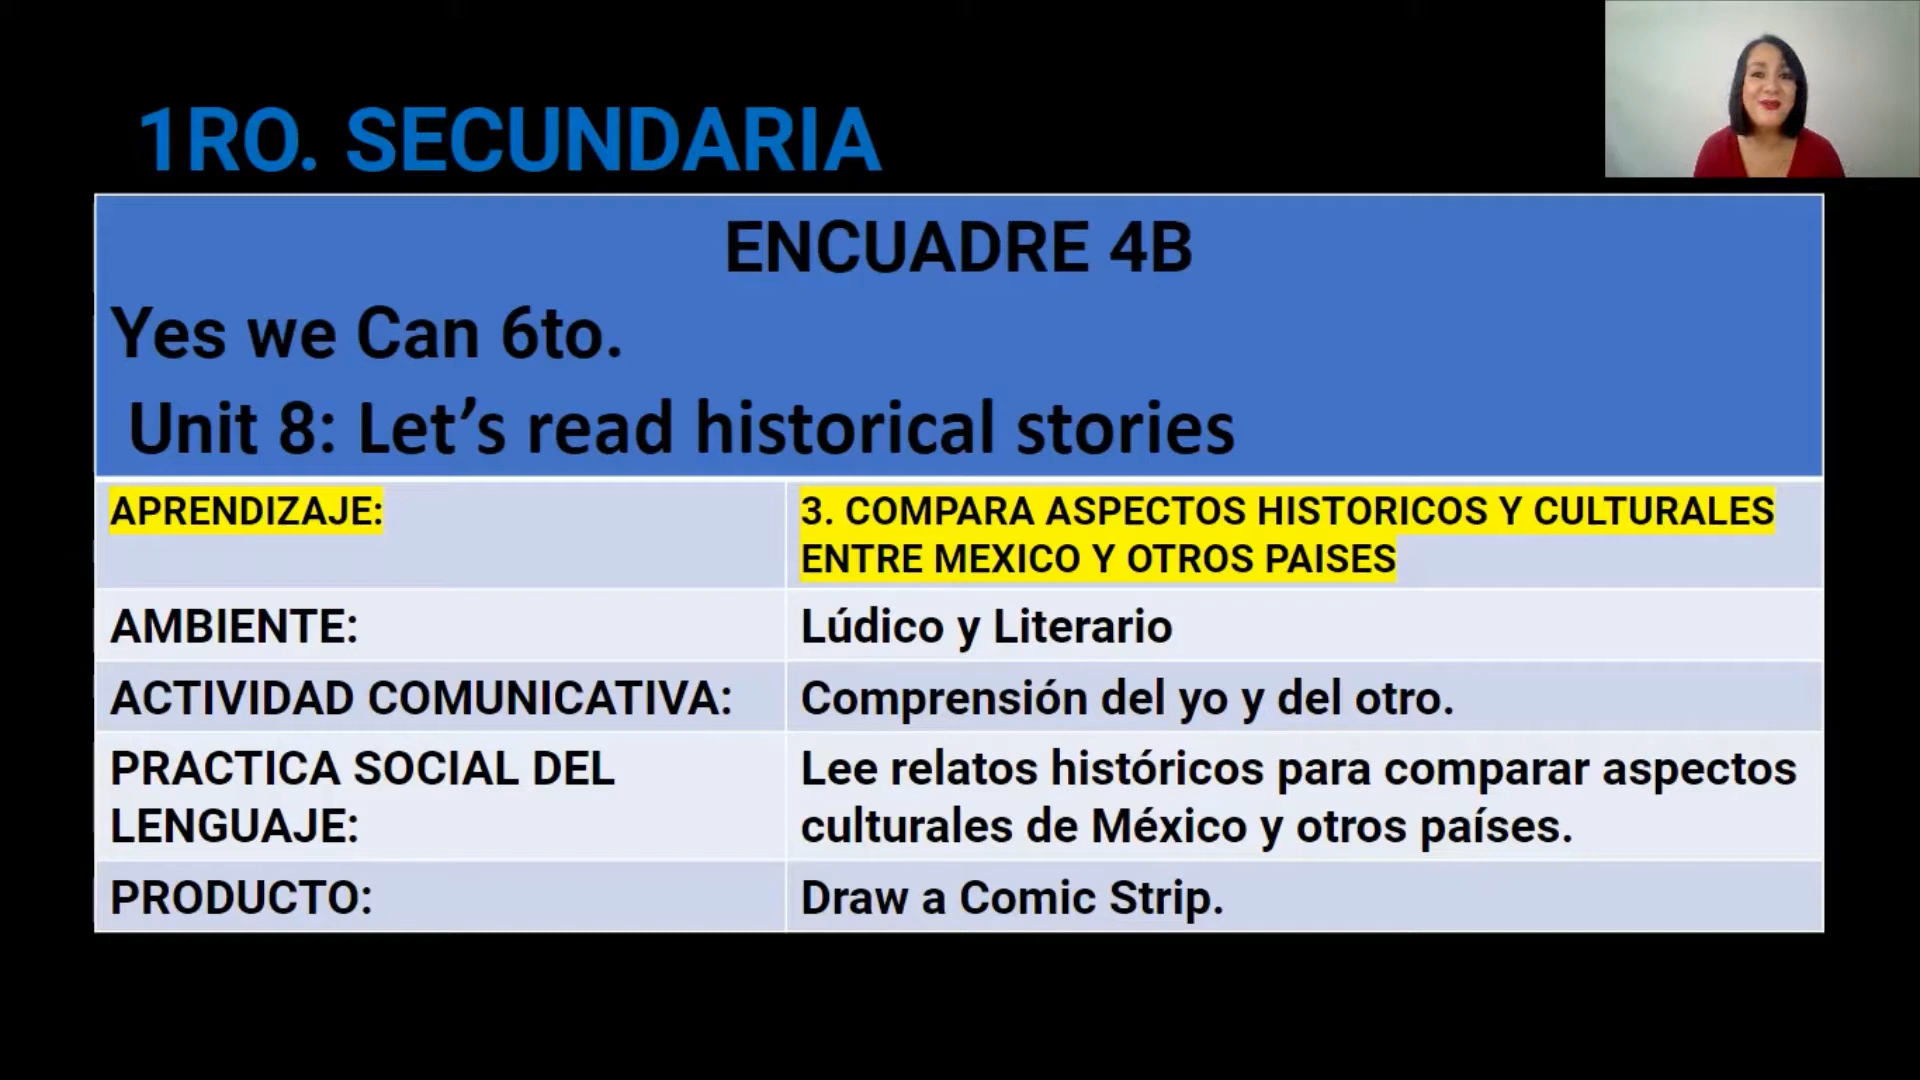 1RO. SECUNDARIA
ENCUADRE 4B
Yes we Can 6to.
Unit 8: Let’s read historical stories
APRENDIZAJE:
3. COMPARA ASPECTOS HISTORICOS Y CULTURALES
ENTRE MEXICO Y OTROS PAISES
AMBIENTE:
Lúdico y Literario
ACTIVIDAD COMUNICATIVA:
Comprensión del yo y del otro.
PRACTICA SOCIAL DEL
LENGUAJE:
Lee relatos históricos para comparar aspectos
culturales de México y otros países.
PRODUCTO:
Draw a Comic Strip.